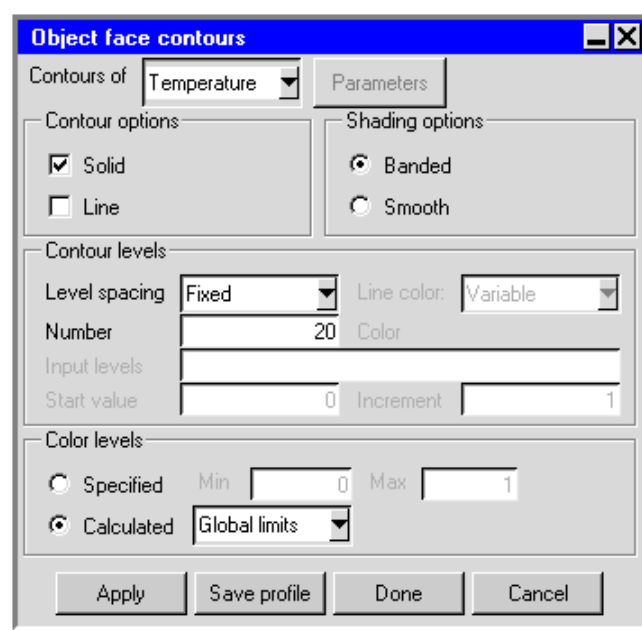 Object face contours
Contours of Temperature Parameters
Contour options Shading options
Solid Banded
Line Smooth
Contour levels
Level spacing Fixed Line color: Variable
Number 20 Color
Input levels
Start value 0 Increment 1
Color levels
Specified Min 0 Max 1
Calculated Global limits
Apply Save profile Done Cancel